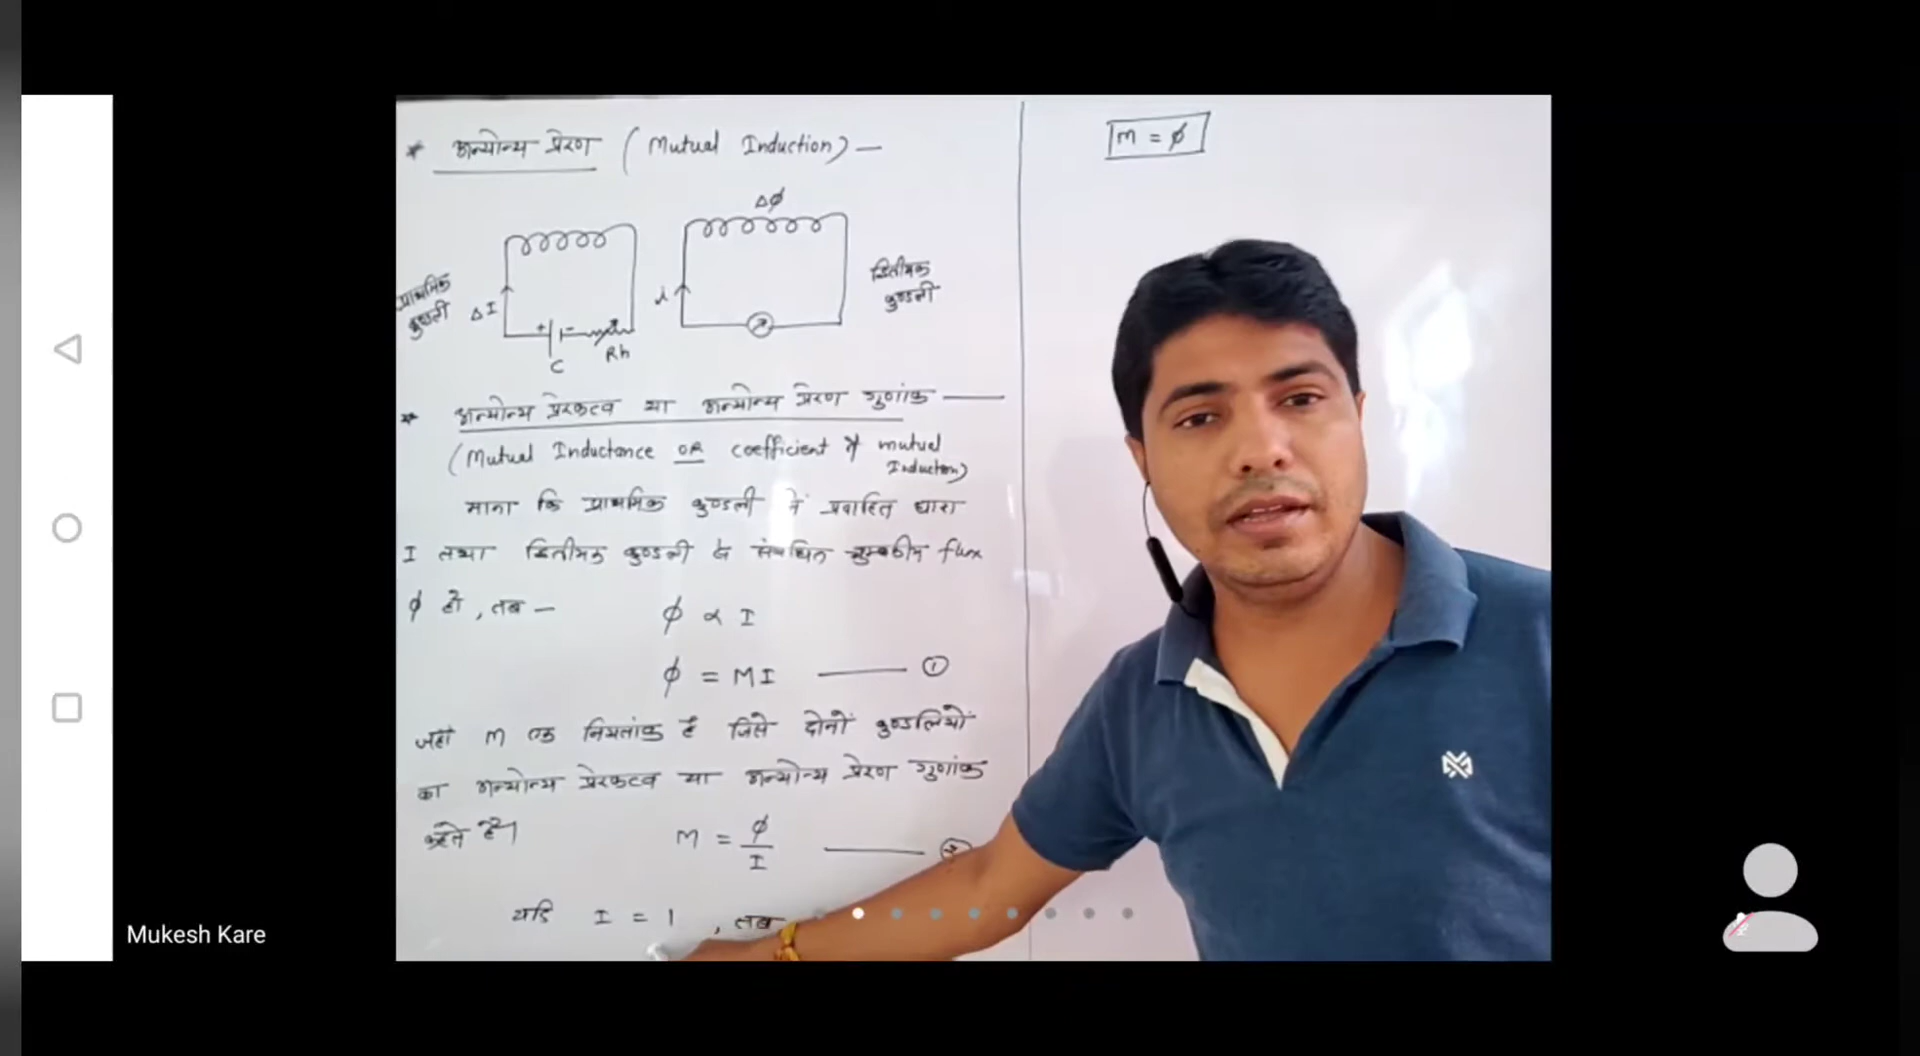 * अन्योन्य प्रेरण (Mutual Induction) —
Δφ
प्राथमिक
कुण्डली
ΔI
+ -
C
Rh
i
द्वितीयक
कुण्डली
* अन्योन्य प्रेरकत्व या अन्योन्य प्रेरण गुणांक —
(Mutual Inductance OR coefficient of mutual
Induction)
माना कि प्राथमिक कुण्डली में प्रवाहित धारा
I तथा द्वितीयक कुण्डली से संबंधित चुम्बकीय flux
φ हो, तब —
φ ∝ I
φ = MI — ①
जहाँ M एक नियतांक है जिसे दोनों कुण्डलियों
का अन्योन्य प्रेरकत्व या अन्योन्य प्रेरण गुणांक
कहते हैं।
M = φ/I — ②
यदि I = 1 , तब
M = φ
Mukesh Kare